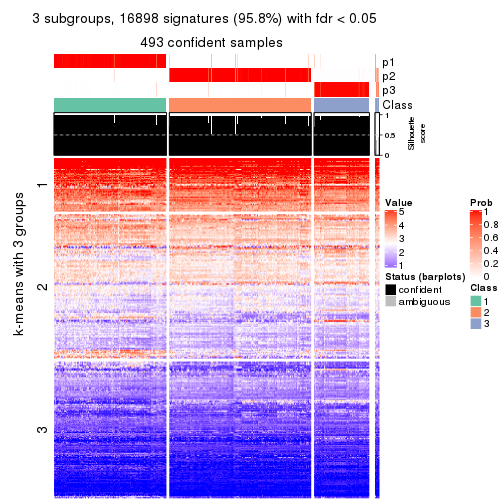 3 subgroups, 16898 signatures (95.8%) with fdr < 0.05
493 confident samples
p1
p2
p3
Class
1
0.5
0
Silhouette
score
k-means with 3 groups
1
2
3
Value
5
4
3
2
1
Status (barplots)
confident
ambiguous
Prob
1
0.8
0.6
0.4
0.2
0
Class
1
2
3